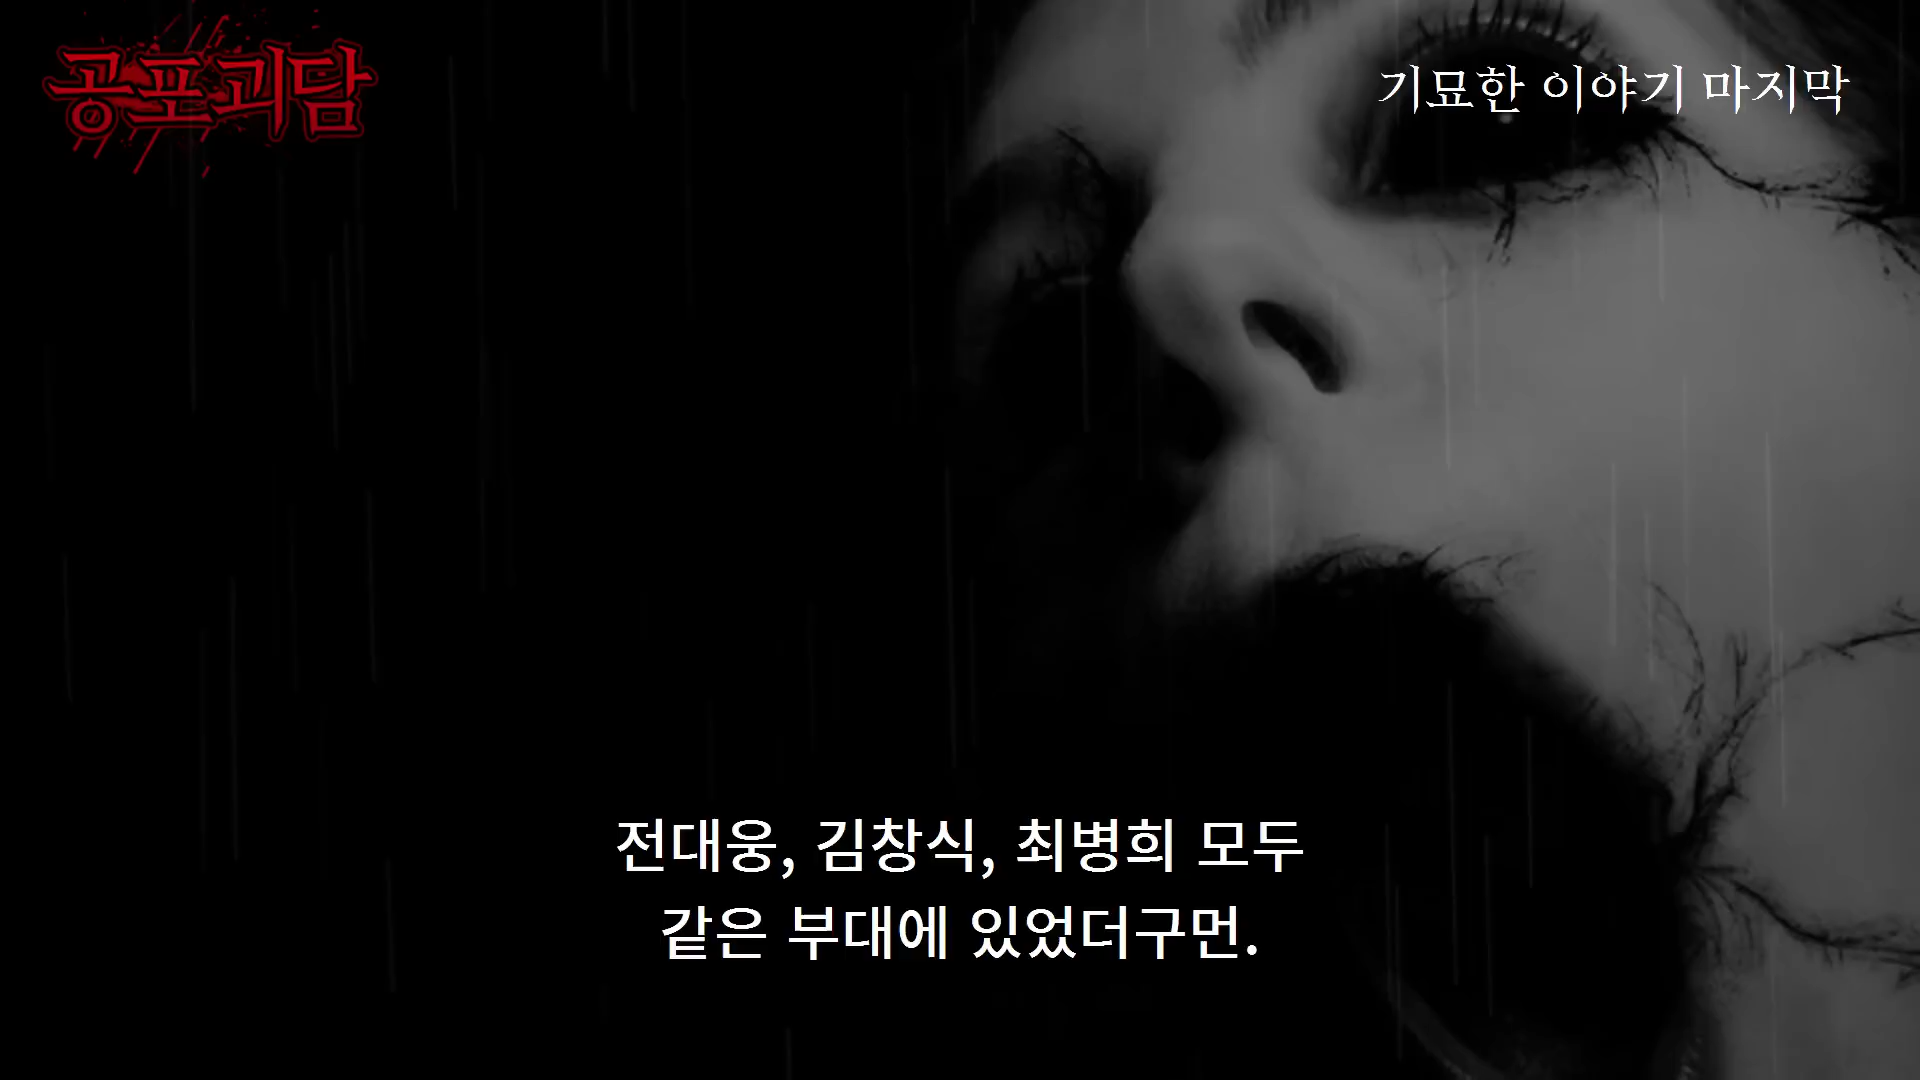 공포괴담
기묘한 이야기 마지막
전대웅, 김창식, 최병희 모두
같은 부대에 있었더구먼.